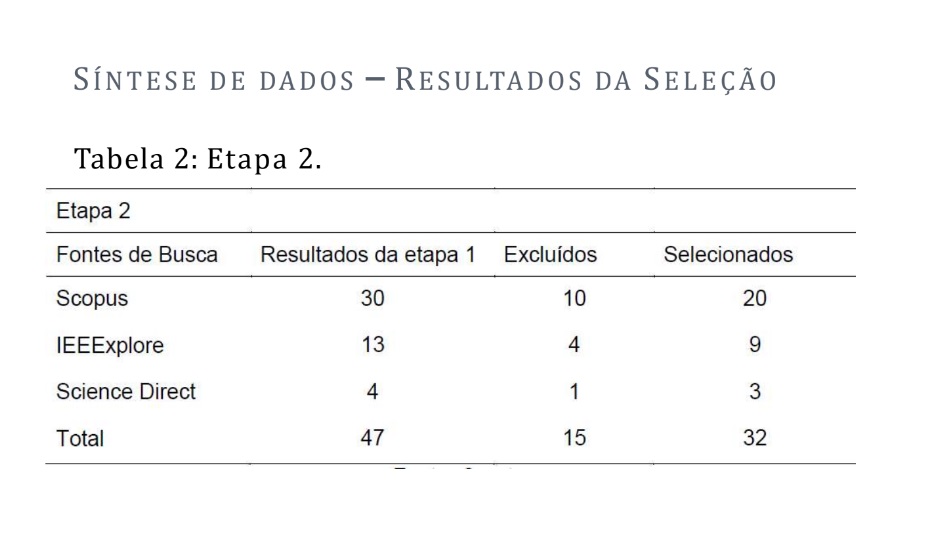 Síntese de dados – Resultados da Seleção
Tabela 2: Etapa 2.
Etapa 2
Fontes de Busca Resultados da etapa 1 Excluídos Selecionados
Scopus 30 10 20
IEEExplore 13 4 9
Science Direct 4 1 3
Total 47 15 32